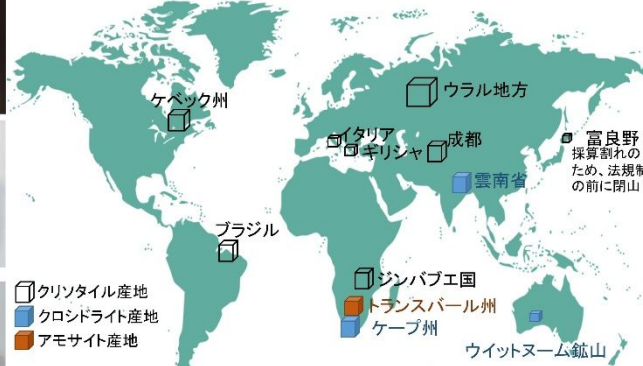 ケベック州
ウラル地方
イタリア
ギリシャ
成都
富良野
採算割れの
ため、法規制
の前に閉山
雲南省
ブラジル
ジンバブエ国
トランスバール州
ケープ州
ウイットヌーム鉱山
クリソタイル産地
クロシドライト産地
アモサイト産地